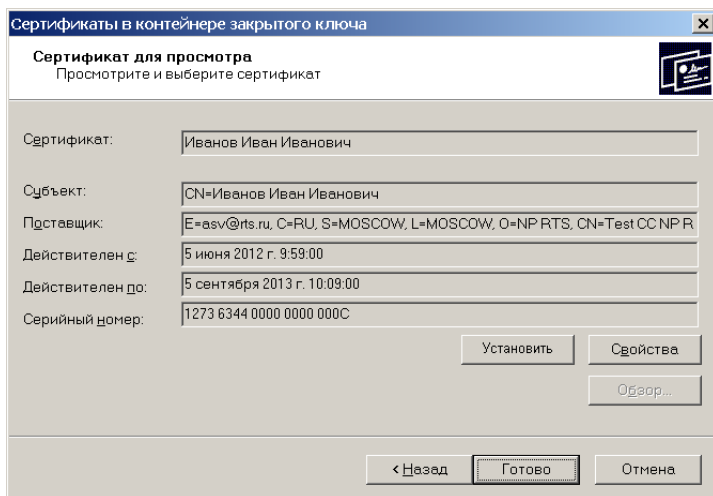 Сертификаты в контейнере закрытого ключа
Сертификат для просмотра
Просмотрите и выберите сертификат
Сертификат: Иванов Иван Иванович
Субъект: CN=Иванов Иван Иванович
Поставщик: E=asv@rts.ru, C=RU, S=MOSCOW, L=MOSCOW, O=NP RTS, CN=Test CC NP R
Действителен с: 5 июня 2012 г. 9:59:00
Действителен по: 5 сентября 2013 г. 10:09:00
Серийный номер: 1273 6344 0000 0000 000C
Установить Свойства
Обзор...
< Назад Готово Отмена